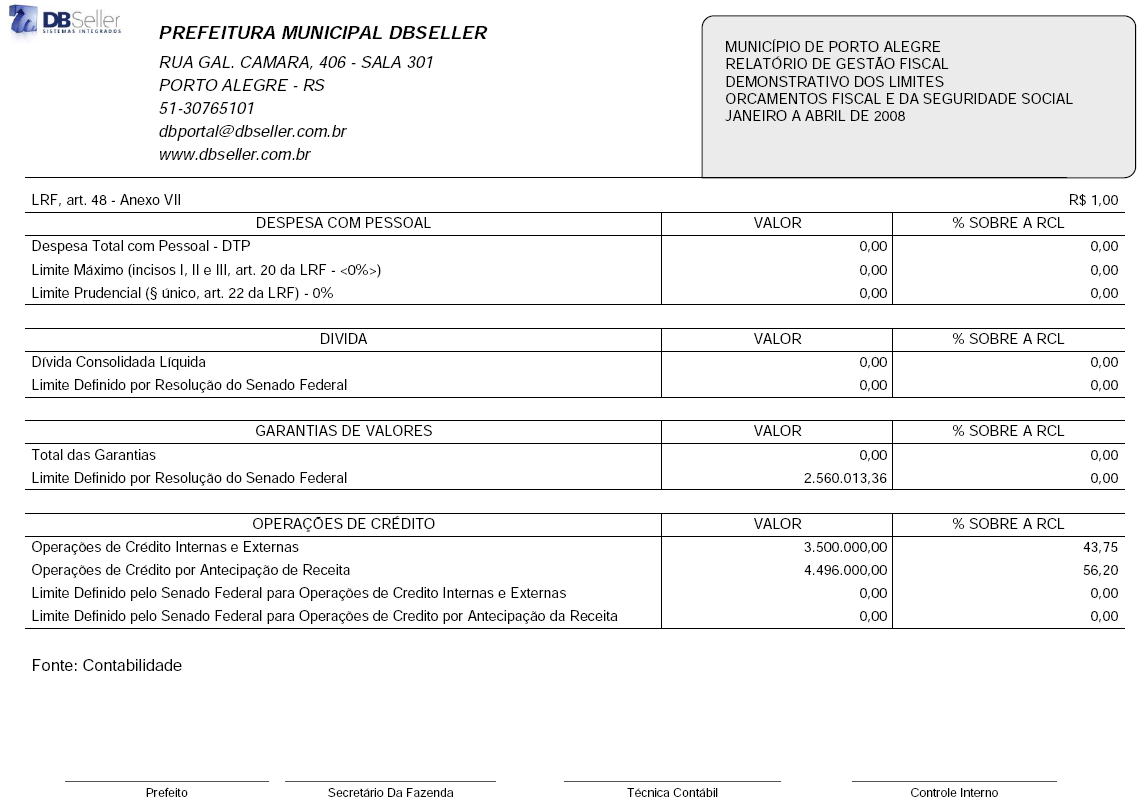 DBSeller
SISTEMAS INTEGRADOS
PREFEITURA MUNICIPAL DBSELLER
RUA GAL. CAMARA, 406 - SALA 301
PORTO ALEGRE - RS
51-30765101
dbportal@dbseller.com.br
www.dbseller.com.br
MUNICÍPIO DE PORTO ALEGRE
RELATÓRIO DE GESTÃO FISCAL
DEMONSTRATIVO DOS LIMITES
ORCAMENTOS FISCAL E DA SEGURIDADE SOCIAL
JANEIRO A ABRIL DE 2008
LRF, art. 48 - Anexo VII R$ 1,00
DESPESA COM PESSOAL VALOR % SOBRE A RCL
Despesa Total com Pessoal - DTP 0,00 0,00
Limite Máximo (incisos I, II e III, art. 20 da LRF - <0%>) 0,00 0,00
Limite Prudencial (§ único, art. 22 da LRF) - 0% 0,00 0,00
DIVIDA VALOR % SOBRE A RCL
Dívida Consolidada Líquida 0,00 0,00
Limite Definido por Resolução do Senado Federal 0,00 0,00
GARANTIAS DE VALORES VALOR % SOBRE A RCL
Total das Garantias 0,00 0,00
Limite Definido por Resolução do Senado Federal 2.560.013,36 0,00
OPERAÇÕES DE CRÉDITO VALOR % SOBRE A RCL
Operações de Crédito Internas e Externas 3.500.000,00 43,75
Operações de Crédito por Antecipação de Receita 4.496.000,00 56,20
Limite Definido pelo Senado Federal para Operações de Credito Internas e Externas 0,00 0,00
Limite Definido pelo Senado Federal para Operações de Credito por Antecipação da Receita 0,00 0,00
Fonte: Contabilidade
Prefeito Secretário Da Fazenda Técnica Contábil Controle Interno